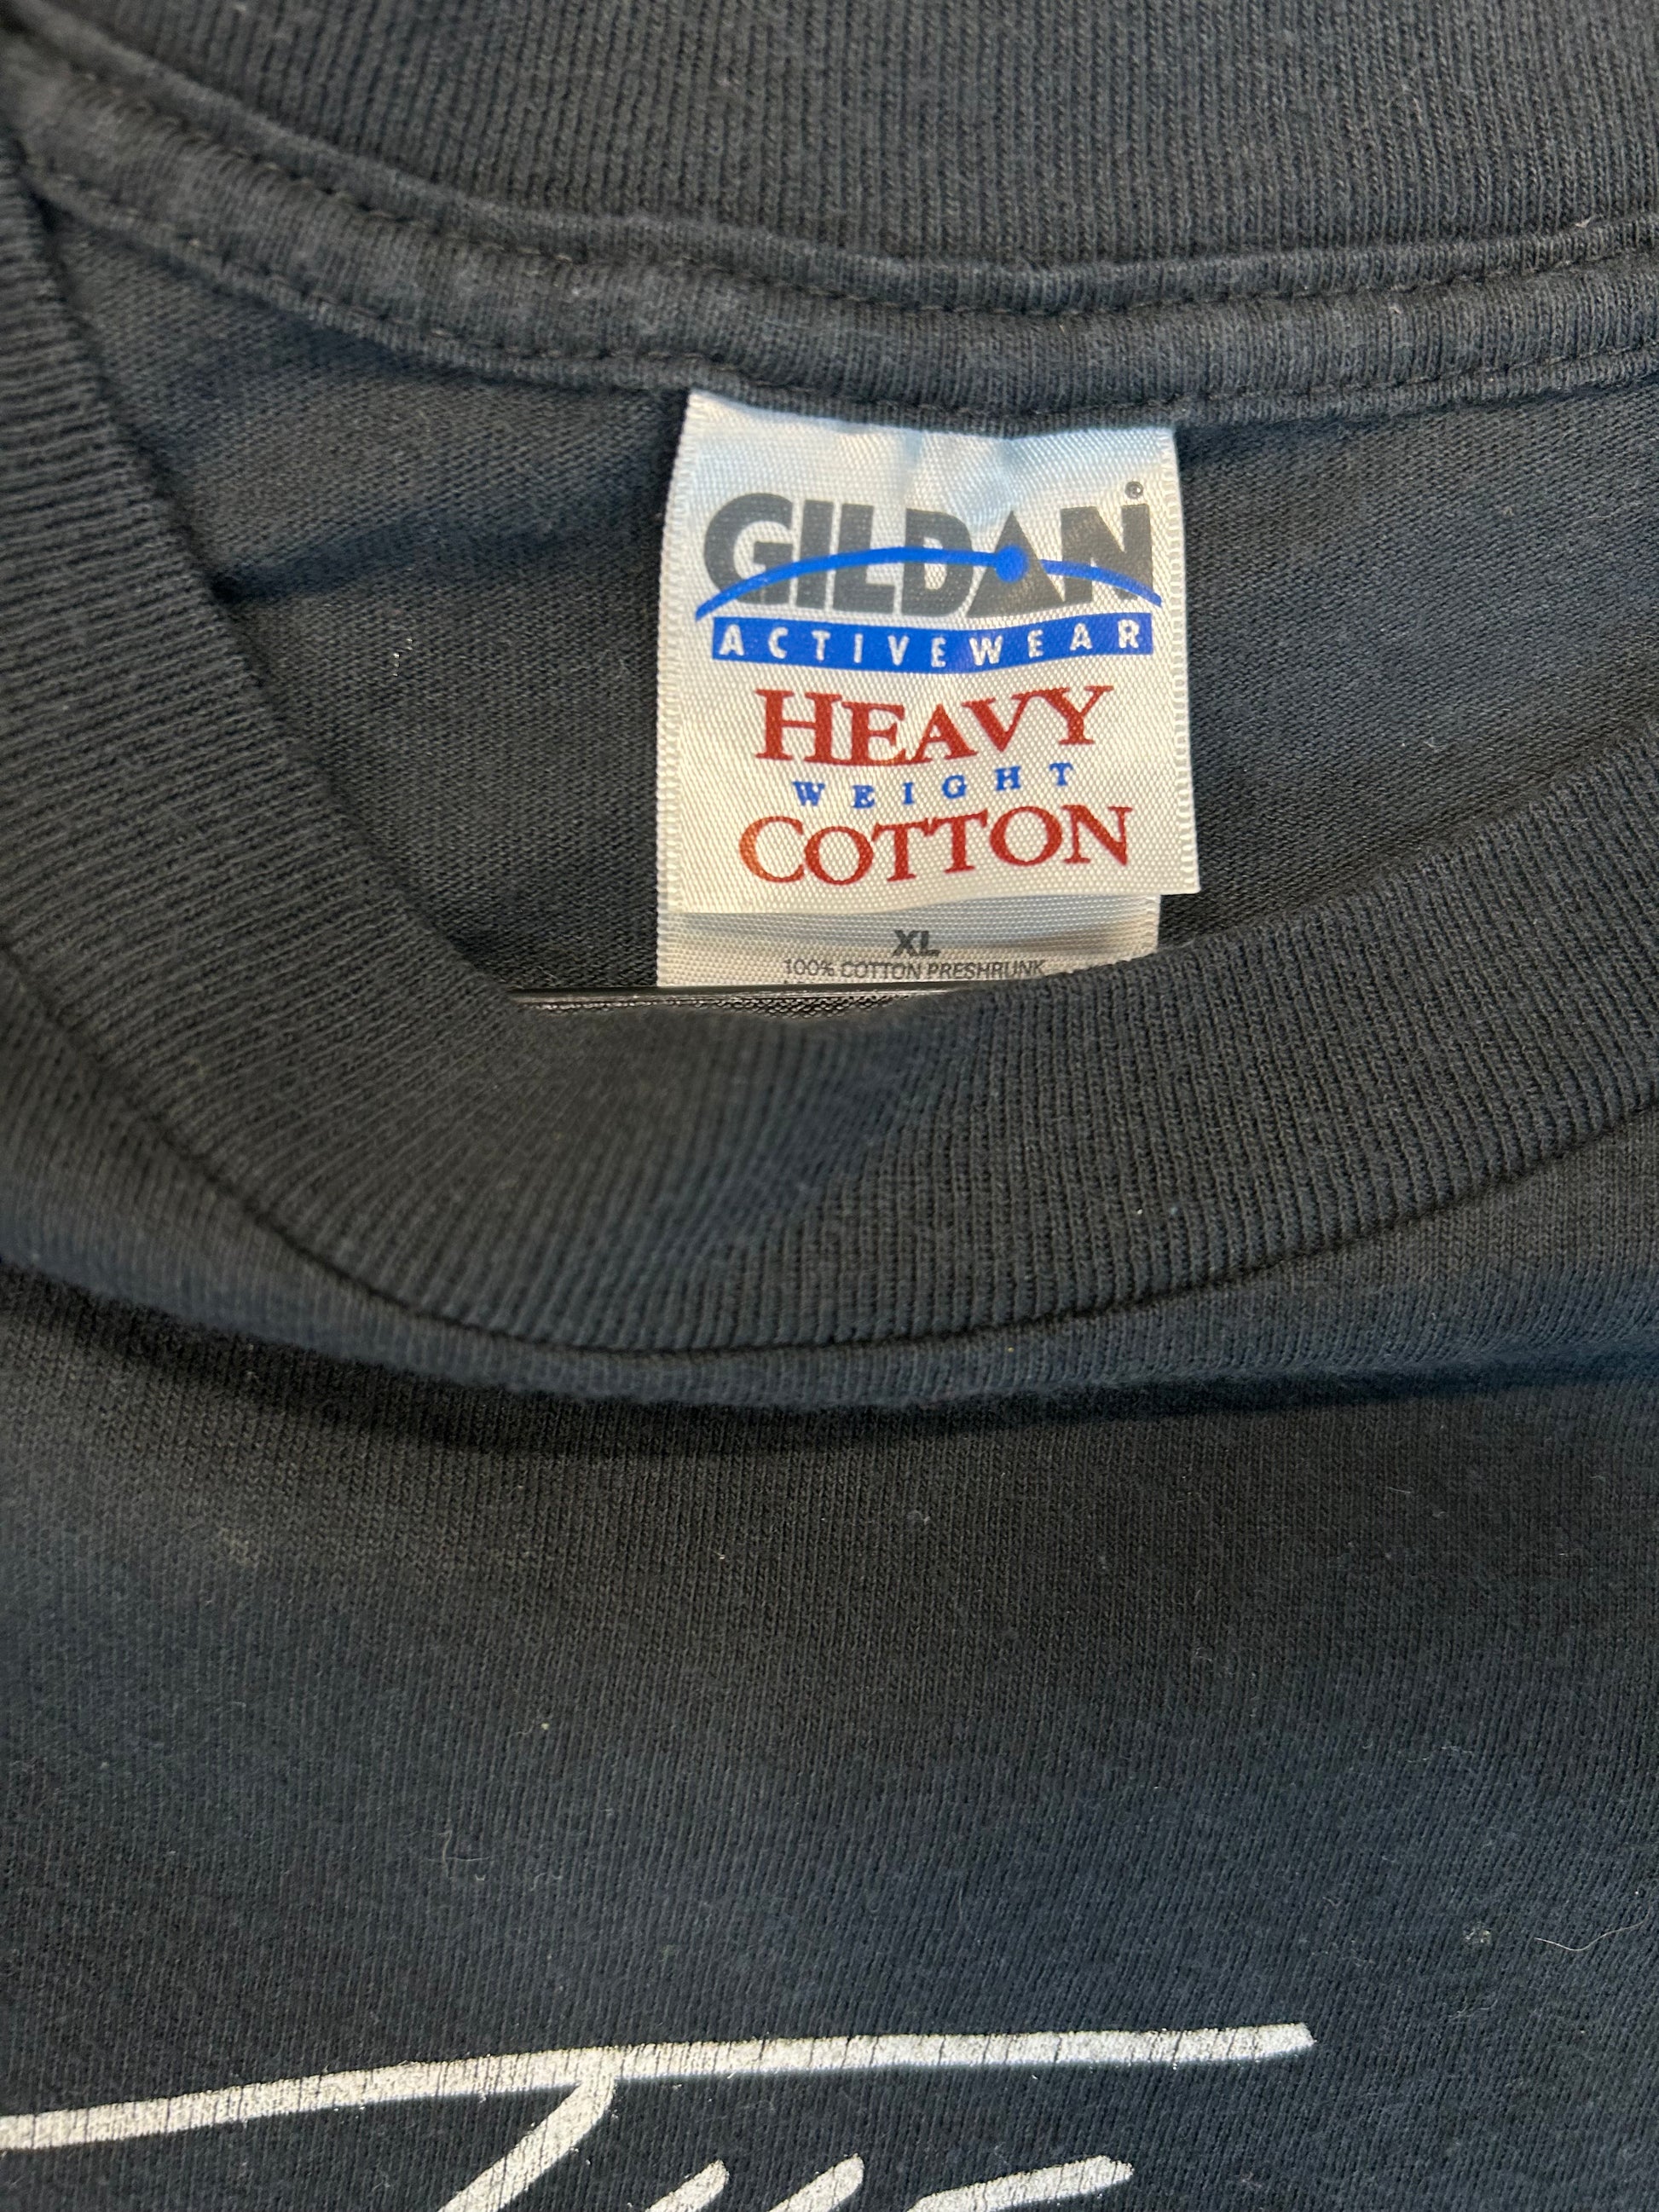 GILDAN®
ACTIVEWEAR
HEAVY
WEIGHT
COTTON
XL
100% COTTON PRESHRUNK